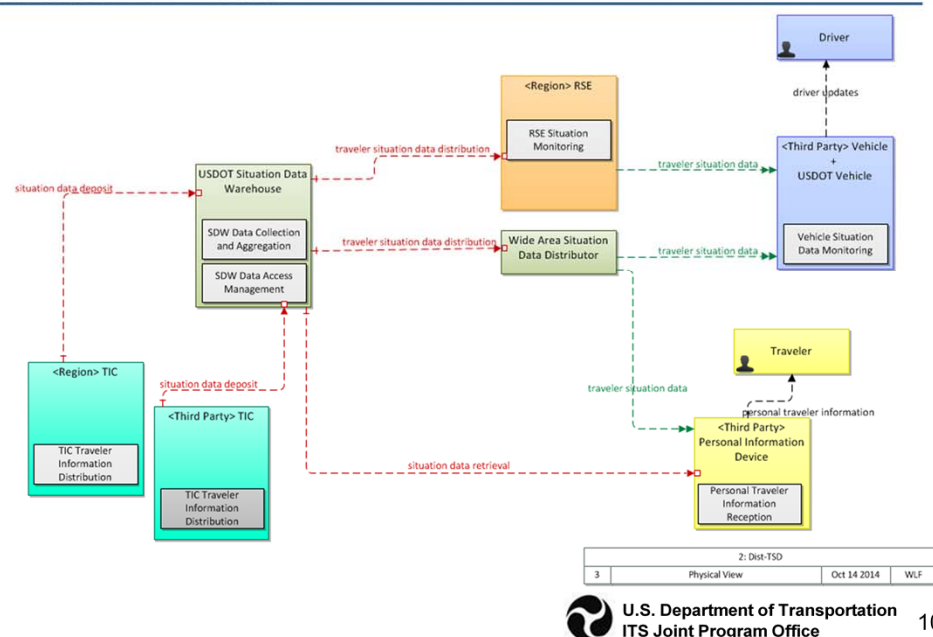 Driver
driver updates
<Region> RSE
RSE Situation
Monitoring
traveler situation data distribution
traveler situation data
<Third Party> Vehicle
+
USDOT Vehicle
Vehicle Situation
Data Monitoring
situation data deposit
USDOT Situation Data
Warehouse
SDW Data Collection
and Aggregation
SDW Data Access
Management
traveler situation data distribution
Wide Area Situation
Data Distributor
traveler situation data
Traveler
<Region> TIC
TIC Traveler
Information
Distribution
situation data deposit
<Third Party> TIC
TIC Traveler
Information
Distribution
traveler situation data
personal traveler information
<Third Party>
Personal Information
Device
Personal Traveler
Information
Reception
situation data retrieval
2: Dist-TSD
3 Physical View Oct 14 2014 WLF
U.S. Department of Transportation
ITS Joint Program Office